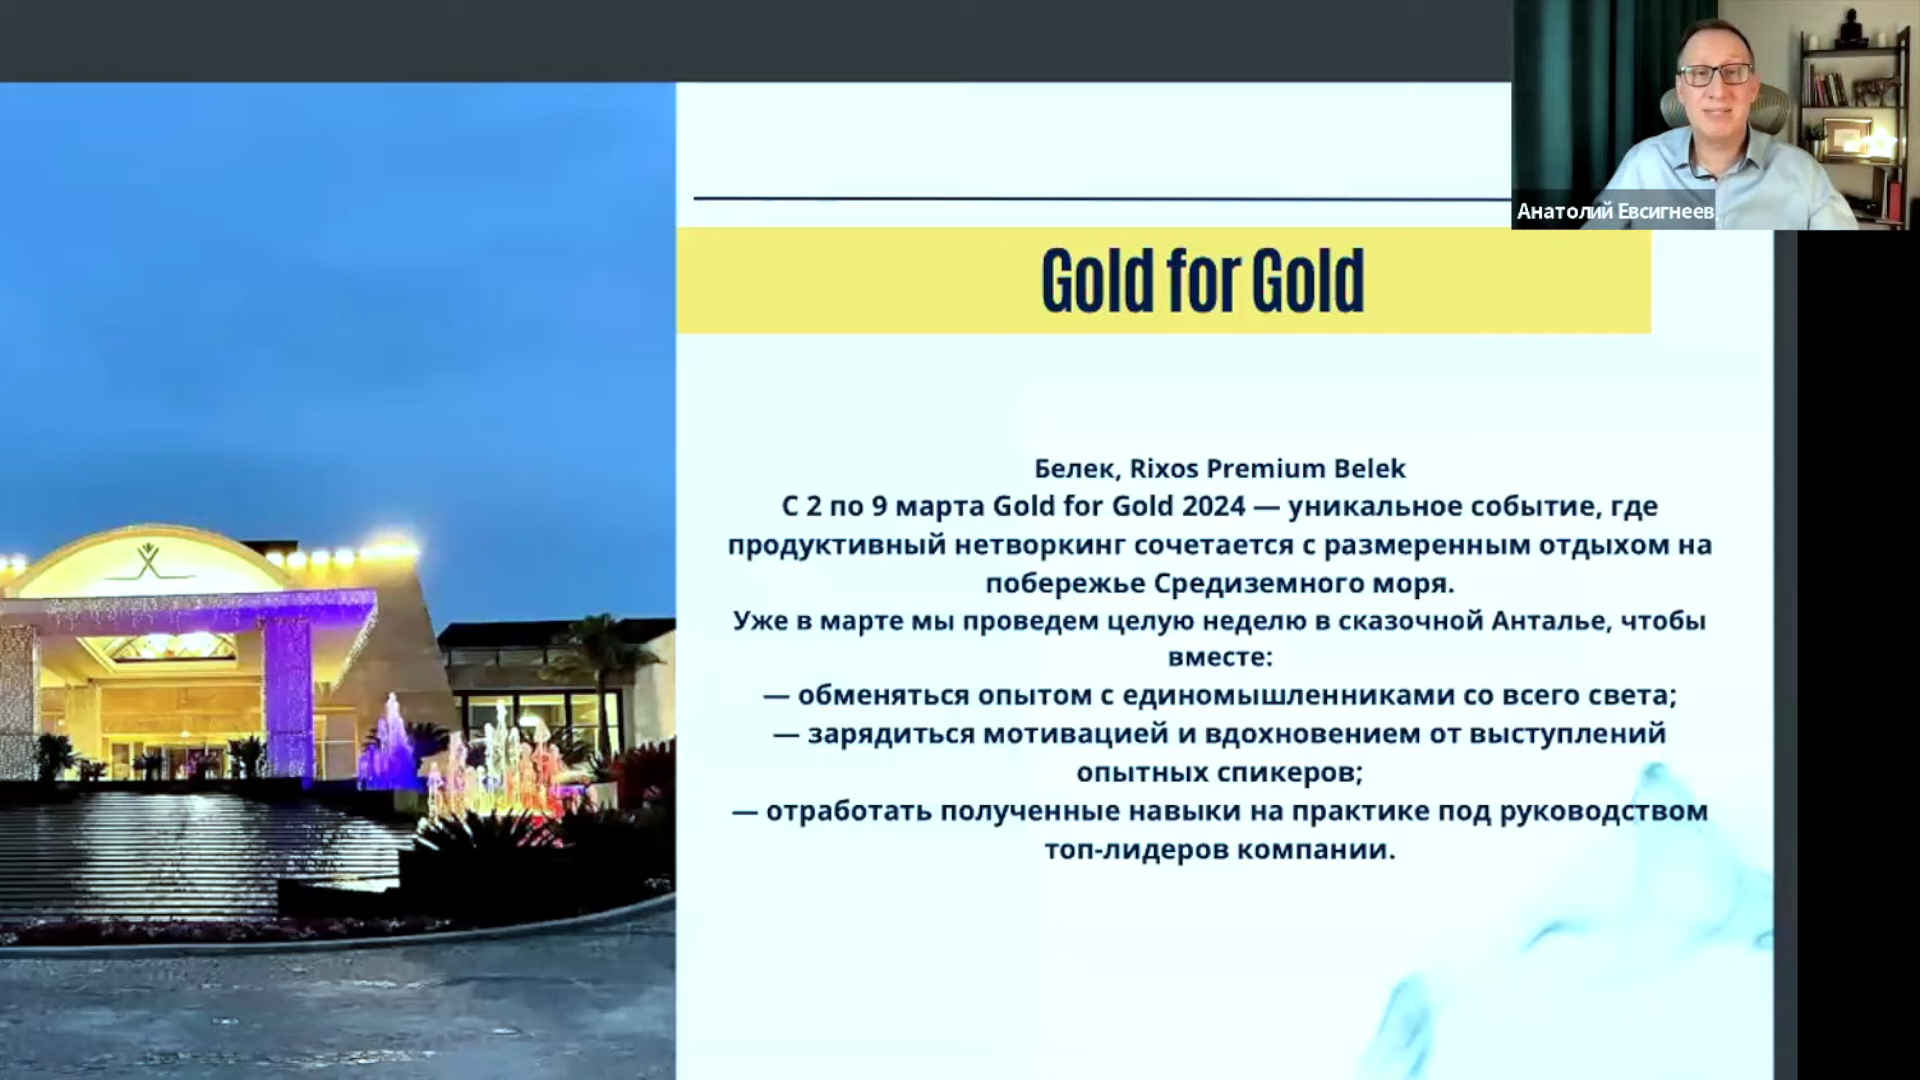 Анатолий Евсигнеев
Gold for Gold
Белек, Rixos Premium Belek
С 2 по 9 марта Gold for Gold 2024 — уникальное событие, где
продуктивный нетворкинг сочетается с размеренным отдыхом на
побережье Средиземного моря.
Уже в марте мы проведем целую неделю в сказочной Анталье, чтобы
вместе:
— обменяться опытом с единомышленниками со всего света;
— зарядиться мотивацией и вдохновением от выступлений
опытных спикеров;
— отработать полученные навыки на практике под руководством
топ-лидеров компании.